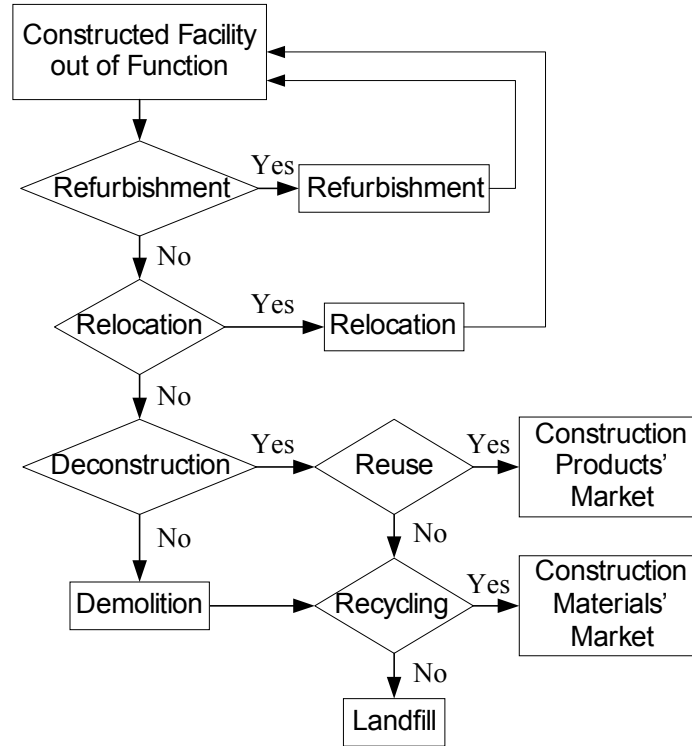 Constructed Facility
out of Function
Yes
Refurbishment
Refurbishment
No
Yes
Relocation
Relocation
No
Yes
Yes
Deconstruction
Reuse
Construction
Products’
Market
No
No
Demolition
Recycling
Yes
Construction
Materials’
Market
No
Landfill